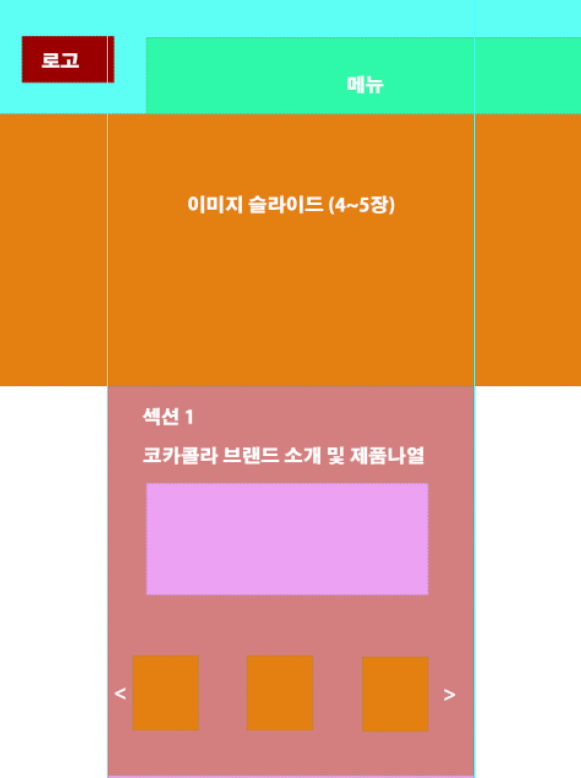 로고
메뉴
이미지 슬라이드 (4~5장)
섹션 1
코카콜라 브랜드 소개 및 제품나열
< >